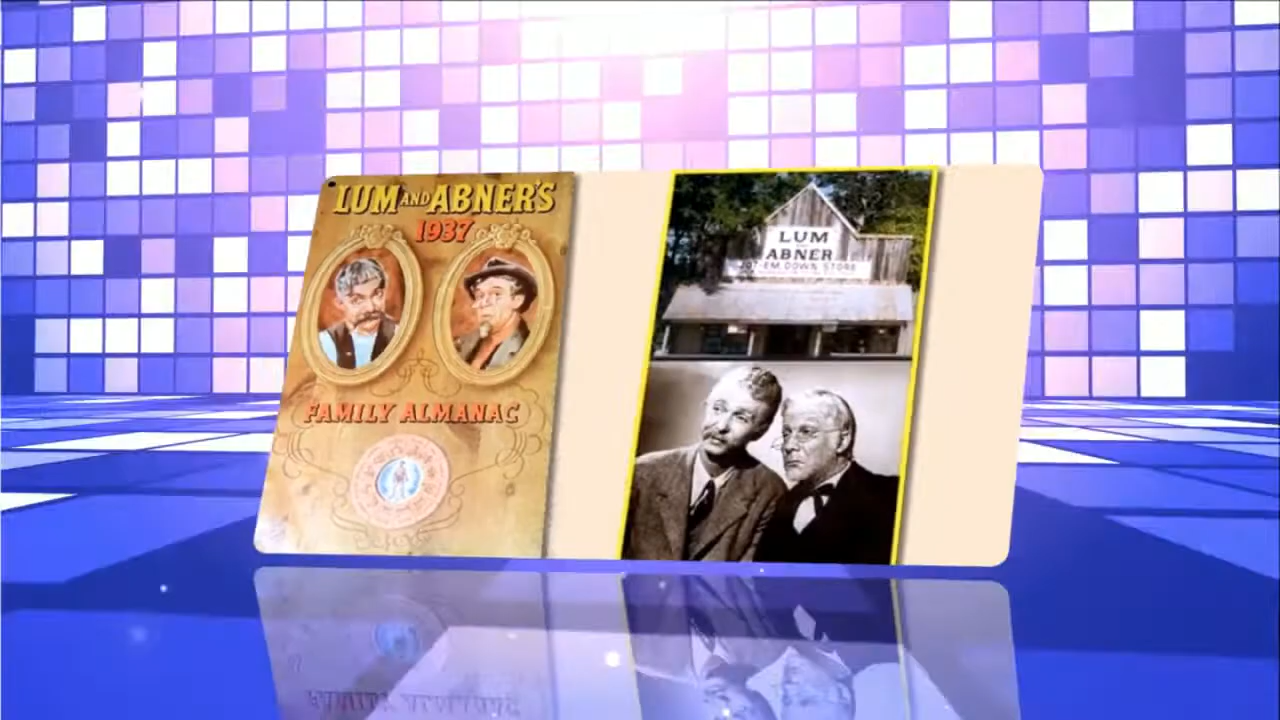 LUM AND ABNER'S
1937
FAMILY ALMANAC
LUM
ABNER
JOT EM DOWN STORE